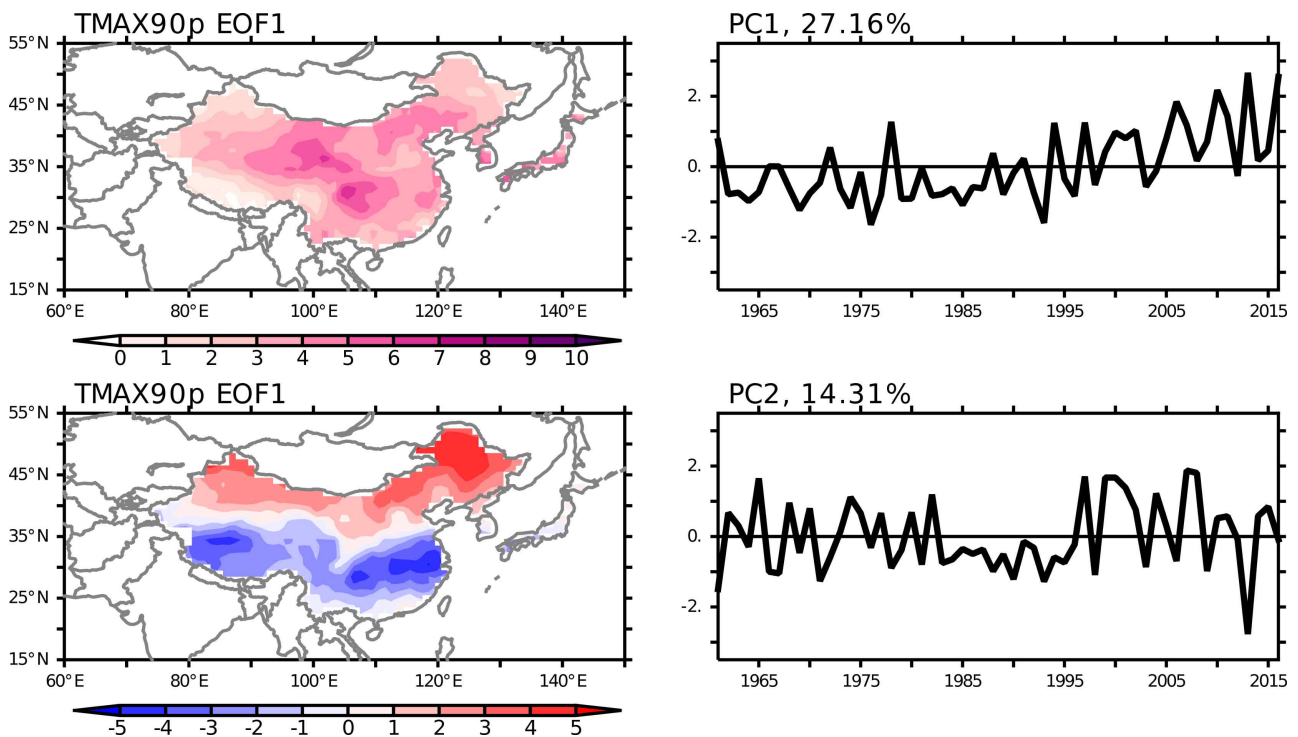 TMAX90p EOF1
55°N
45°N
35°N
25°N
15°N
60°E 80°E 100°E 120°E 140°E
0 1 2 3 4 5 6 7 8 9 10
PC1, 27.16%
2.
0.
-2.
1965 1975 1985 1995 2005 2015
TMAX90p EOF1
55°N
45°N
35°N
25°N
15°N
60°E 80°E 100°E 120°E 140°E
-5 -4 -3 -2 -1 0 1 2 3 4 5
PC2, 14.31%
2.
0.
-2.
1965 1975 1985 1995 2005 2015